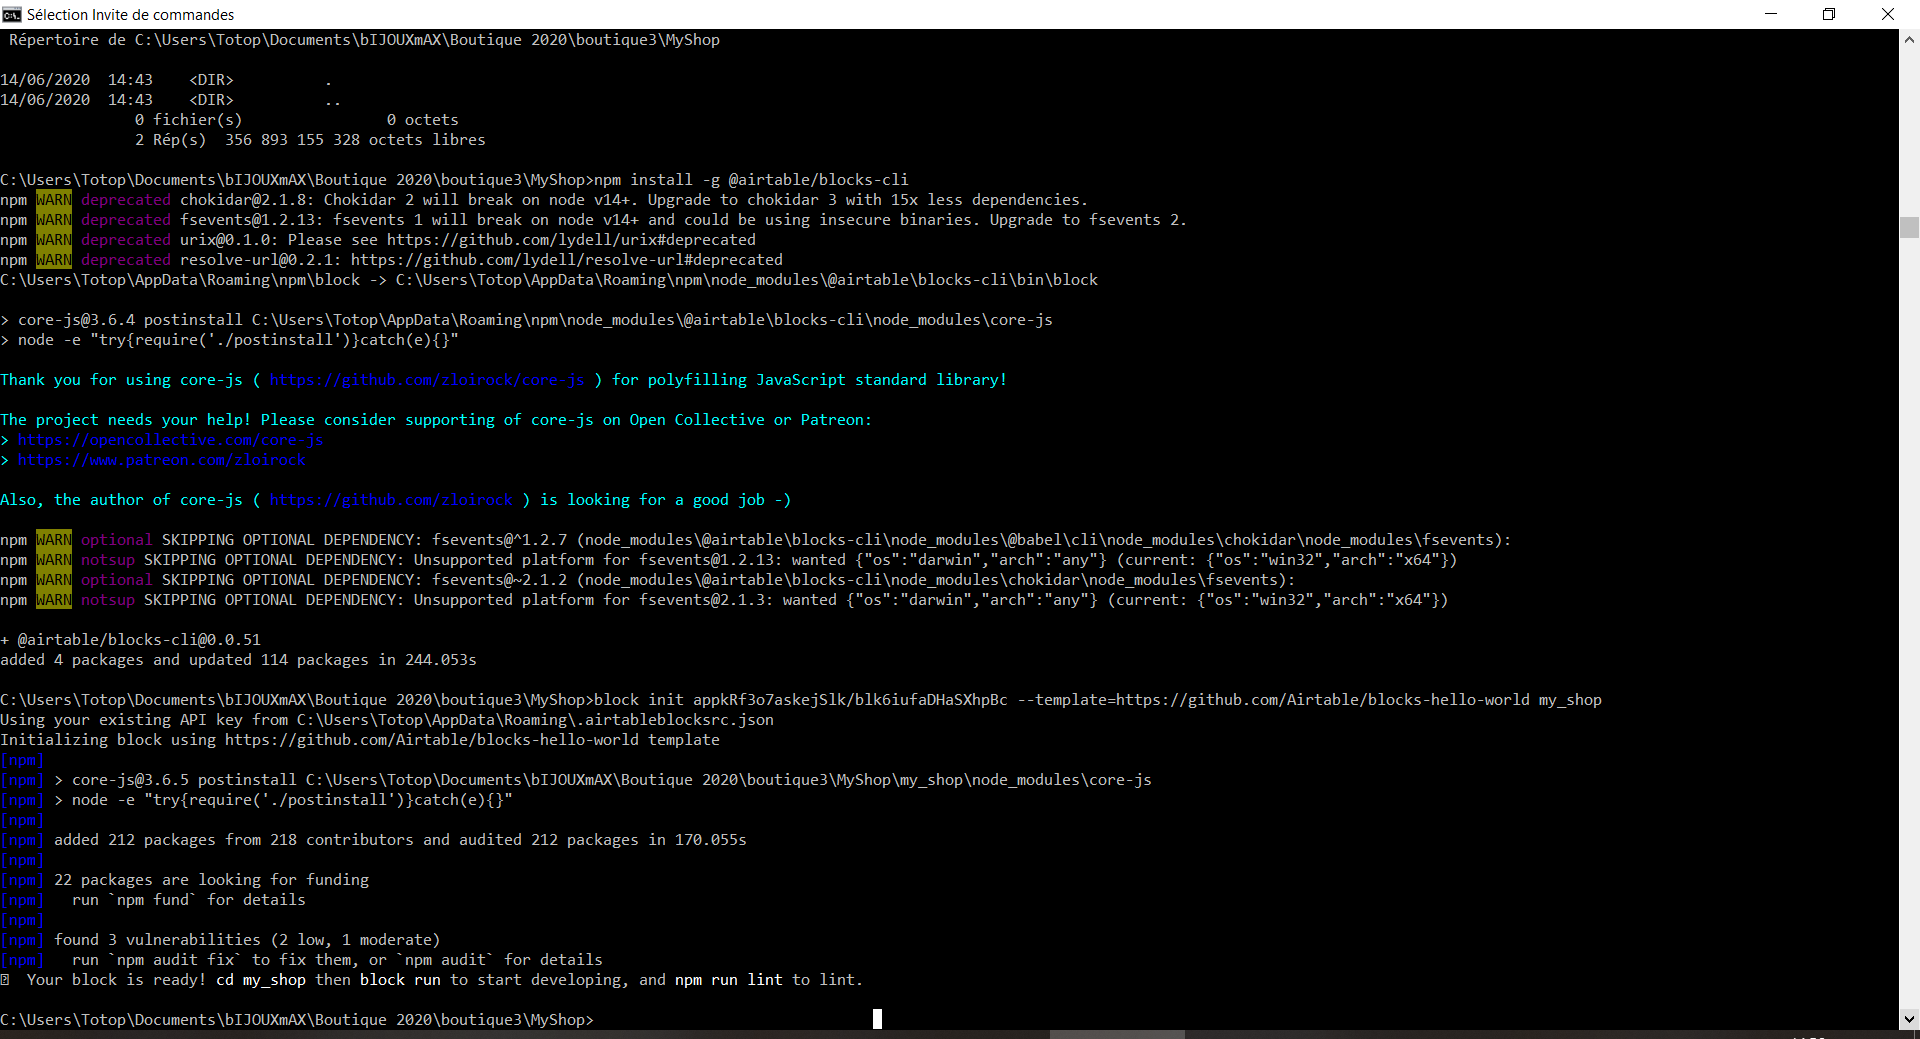 Sélection Invite de commandes
Répertoire de C:\Users\Totop\Documents\bIJOUXmAX\Boutique 2020\boutique3\MyShop
14/06/2020  14:43    <DIR>          .
14/06/2020  14:43    <DIR>          ..
0 fichier(s)                0 octets
2 Rép(s)  356 893 155 328 octets libres
C:\Users\Totop\Documents\bIJOUXmAX\Boutique 2020\boutique3\MyShop>npm install -g @airtable/blocks-cli
npm WARN deprecated chokidar@2.1.8: Chokidar 2 will break on node v14+. Upgrade to chokidar 3 with 15x less dependencies.
npm WARN deprecated fsevents@1.2.13: fsevents 1 will break on node v14+ and could be using insecure binaries. Upgrade to fsevents 2.
npm WARN deprecated urix@0.1.0: Please see https://github.com/lydell/urix#deprecated
npm WARN deprecated resolve-url@0.2.1: https://github.com/lydell/resolve-url#deprecated
C:\Users\Totop\AppData\Roaming\npm\block -> C:\Users\Totop\AppData\Roaming\npm\node_modules\@airtable\blocks-cli\bin\block
> core-js@3.6.4 postinstall C:\Users\Totop\AppData\Roaming\npm\node_modules\@airtable\blocks-cli\node_modules\core-js
> node -e "try{require('./postinstall')}catch(e){}"
Thank you for using core-js ( https://github.com/zloirock/core-js ) for polyfilling JavaScript standard library!
The project needs your help! Please consider supporting of core-js on Open Collective or Patreon:
> https://opencollective.com/core-js
> https://www.patreon.com/zloirock
Also, the author of core-js ( https://github.com/zloirock ) is looking for a good job -)
npm WARN optional SKIPPING OPTIONAL DEPENDENCY: fsevents@^1.2.7 (node_modules\@airtable\blocks-cli\node_modules\@babel\cli\node_modules\chokidar\node_modules\fsevents):
npm WARN notsup SKIPPING OPTIONAL DEPENDENCY: Unsupported platform for fsevents@1.2.13: wanted {"os":"darwin","arch":"any"} (current: {"os":"win32","arch":"x64"})
npm WARN optional SKIPPING OPTIONAL DEPENDENCY: fsevents@~2.1.2 (node_modules\@airtable\blocks-cli\node_modules\chokidar\node_modules\fsevents):
npm WARN notsup SKIPPING OPTIONAL DEPENDENCY: Unsupported platform for fsevents@2.1.3: wanted {"os":"darwin","arch":"any"} (current: {"os":"win32","arch":"x64"})
+ @airtable/blocks-cli@0.0.51
added 4 packages and updated 114 packages in 244.053s
C:\Users\Totop\Documents\bIJOUXmAX\Boutique 2020\boutique3\MyShop>block init appkRf3o7askejSlk/blk6iufaDHaSXhpBc --template=https://github.com/Airtable/blocks-hello-world my_shop
Using your existing API key from C:\Users\Totop\AppData\Roaming\.airtableblocksrc.json
Initializing block using https://github.com/Airtable/blocks-hello-world template
[npm]
[npm] > core-js@3.6.5 postinstall C:\Users\Totop\Documents\bIJOUXmAX\Boutique 2020\boutique3\MyShop\my_shop\node_modules\core-js
[npm] > node -e "try{require('./postinstall')}catch(e){}"
[npm]
[npm] added 212 packages from 218 contributors and audited 212 packages in 170.055s
[npm]
[npm] 22 packages are looking for funding
[npm]   run `npm fund` for details
[npm]
[npm] found 3 vulnerabilities (2 low, 1 moderate)
[npm]   run `npm audit fix` to fix them, or `npm audit` for details
Your block is ready! cd my_shop then block run to start developing, and npm run lint to lint.
C:\Users\Totop\Documents\bIJOUXmAX\Boutique 2020\boutique3\MyShop>